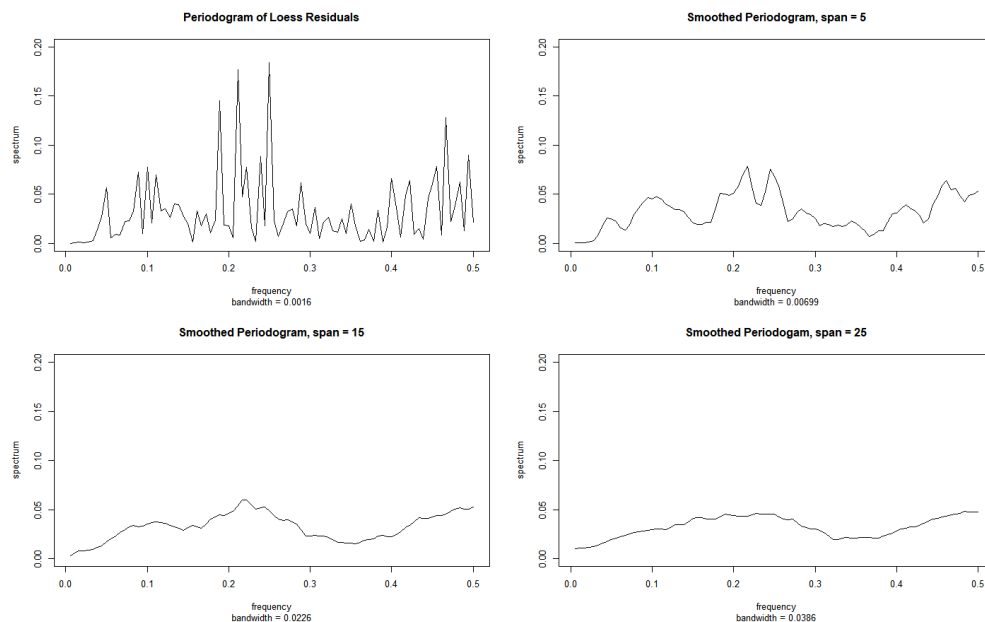 Periodogram of Loess Residuals
spectrum
0.00 0.05 0.10 0.15 0.20
0.0 0.1 0.2 0.3 0.4 0.5
frequency
bandwidth = 0.0016
Smoothed Periodogram, span = 5
spectrum
0.00 0.05 0.10 0.15 0.20
0.0 0.1 0.2 0.3 0.4 0.5
frequency
bandwidth = 0.00699
Smoothed Periodogram, span = 15
spectrum
0.00 0.05 0.10 0.15 0.20
0.0 0.1 0.2 0.3 0.4 0.5
frequency
bandwidth = 0.0226
Smoothed Periodogam, span = 25
spectrum
0.00 0.05 0.10 0.15 0.20
0.0 0.1 0.2 0.3 0.4 0.5
frequency
bandwidth = 0.0386